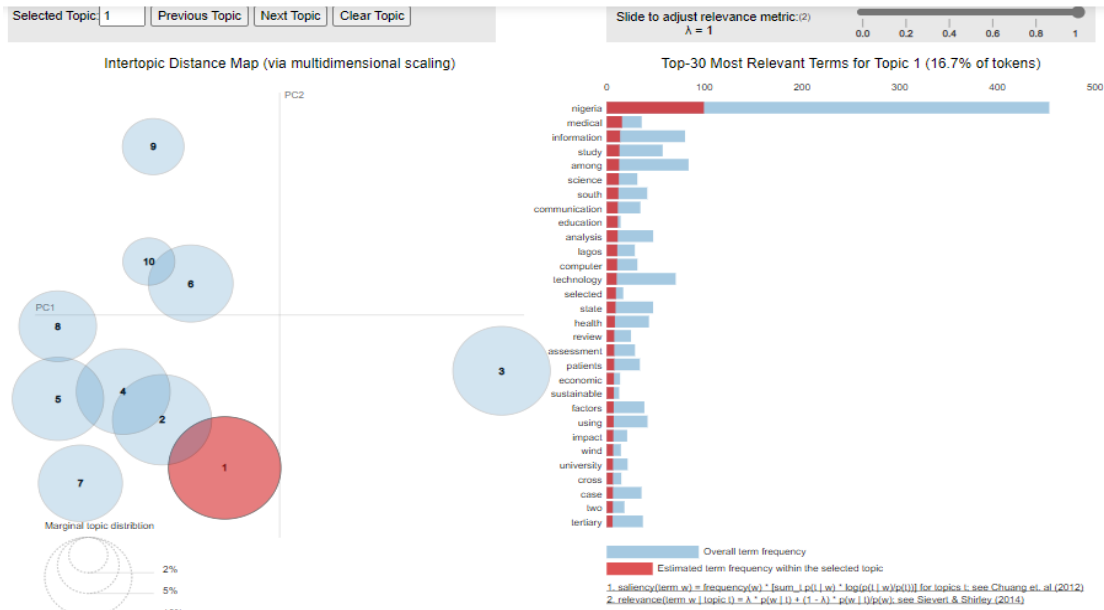 Selected Topic: 1 Previous Topic Next Topic Clear Topic
Slide to adjust relevance metric:(2)
λ = 1
0.0 0.2 0.4 0.6 0.8 1
Intertopic Distance Map (via multidimensional scaling)
PC2
PC1
9
10
6
8
3
4
5
2
1
7
Marginal topic distribtion
2%
5%
Top-30 Most Relevant Terms for Topic 1 (16.7% of tokens)
0 100 200 300 400 500
nigeria
medical
information
study
among
science
south
communication
education
analysis
lagos
computer
technology
selected
state
health
review
assessment
patients
economic
sustainable
factors
using
impact
wind
university
cross
case
two
tertiary
Overall term frequency
Estimated term frequency within the selected topic
1. saliency(term w) = frequency(w) * [sum_t p(t | w) * log(p(t | w)/p(t))] for topics t; see Chuang et. al (2012)
2. relevance(term w | topic t) = λ * p(w | t) + (1 - λ) * p(w | t)/p(w); see Sievert & Shirley (2014)